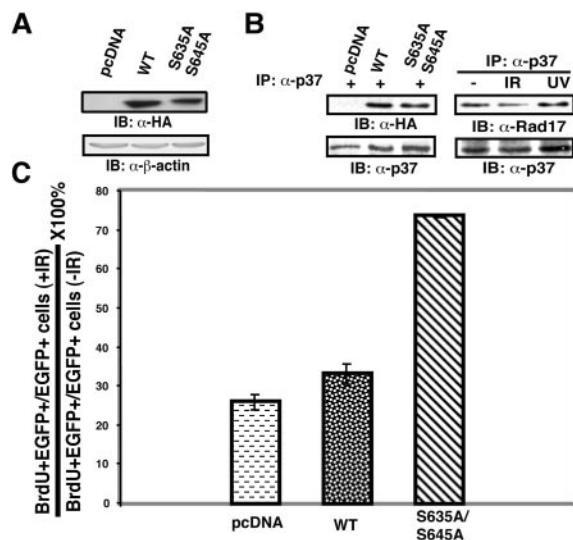 A
pcDNA
WT
S635A
S645A
IB: α-HA
IB: α-β-actin
B
pcDNA
WT
S635A
S645A
IP: α-p37 + + +
IB: α-HA
IB: α-p37
IP: α-p37
- IR UV
IB: α-Rad17
IB: α-p37
C
BrdU+EGFP+/EGFP+ cells (+IR)
BrdU+EGFP+/EGFP+ cells (-IR)
X100%
80
70
60
50
40
30
20
10
0
pcDNA
WT
S635A/
S645A